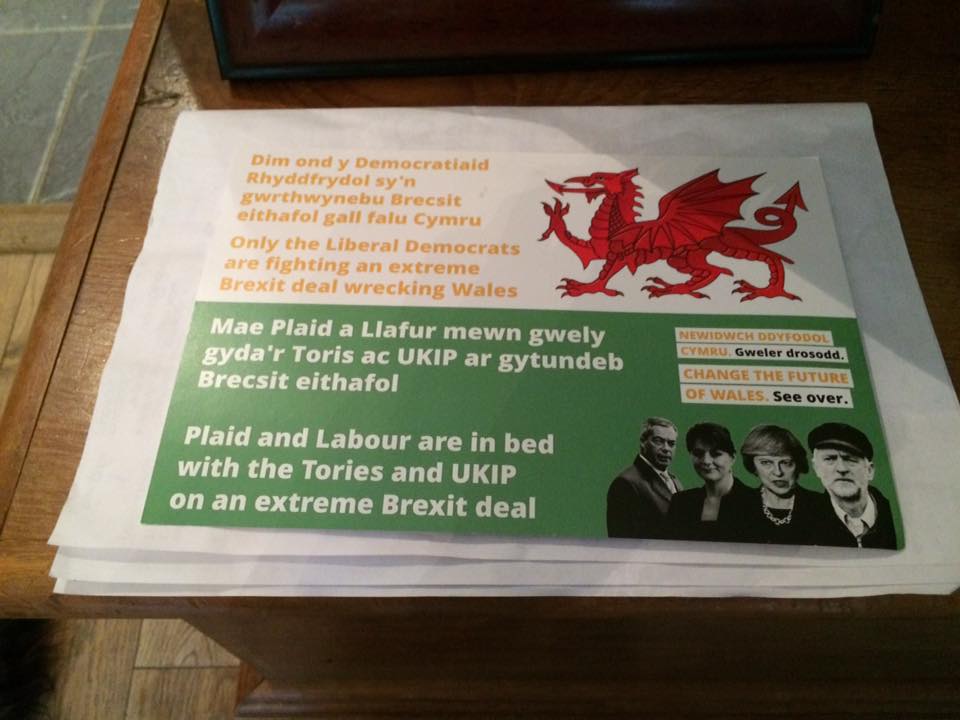 Dim ond y Democratiaid
Rhyddfrydol sy'n
gwrthwynebu Brecsit
eithafol gall falu Cymru
Only the Liberal Democrats
are fighting an extreme
Brexit deal wrecking Wales
Mae Plaid a Llafur mewn gwely
gyda'r Toris ac UKIP ar gytundeb
Brecsit eithafol
Plaid and Labour are in bed
with the Tories and UKIP
on an extreme Brexit deal
NEWIDWCH DDYFODOL
CYMRU. Gweler drosodd.
CHANGE THE FUTURE
OF WALES. See over.